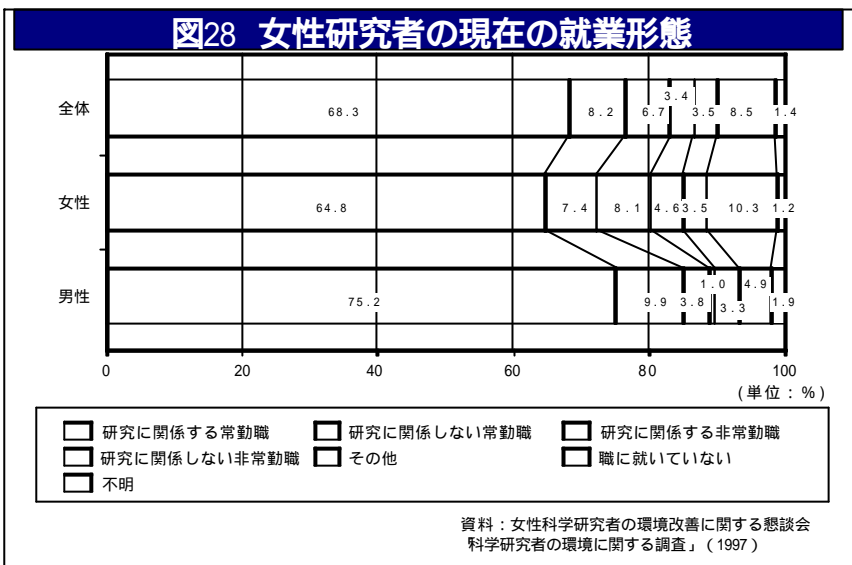 図28 女性研究者の現在の就業形態
全体
68.3 8.2 6.7 3.4 3.5 8.5 1.4
女性
64.8 7.4 8.1 4.6 3.5 10.3 1.2
男性
75.2 9.9 3.8 1.0 3.3 4.9 1.9
0 20 40 60 80 100
(単位:%)
研究に関係する常勤職 研究に関係しない常勤職 研究に関係する非常勤職
研究に関係しない非常勤職 その他 職に就いていない
不明
資料:女性科学研究者の環境改善に関する懇談会
「科学研究者の環境に関する調査」(1997)